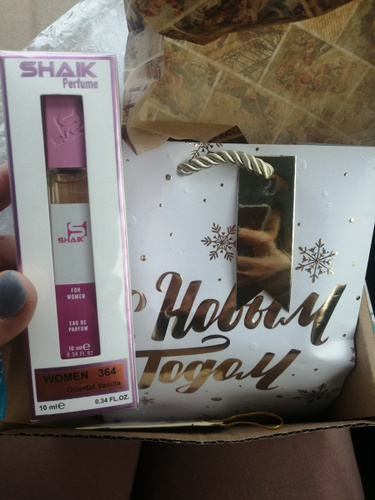 SHAIK
Perfume
SHAIK
FOR
WOMEN
EAU DE
PARFUM
10 ml e
0.34 FL.OZ
WOMEN 364
Oriental Vanilla
10 ml e 0.34 FL.OZ.
Новым
Годом